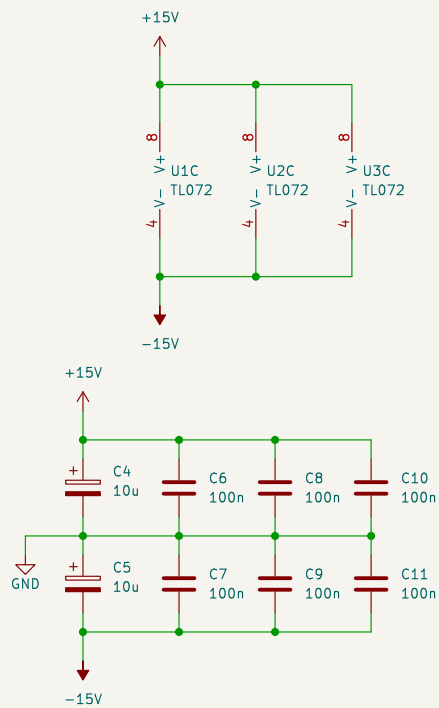 +15V
8 8 8
V+ V+ V+
U1C U2C U3C
TL072 TL072 TL072
V- V- V-
4 4 4
-15V
+15V
+ C4 C6 C8 C10
10u 100n 100n 100n
GND
+ C5 C7 C9 C11
10u 100n 100n 100n
-15V